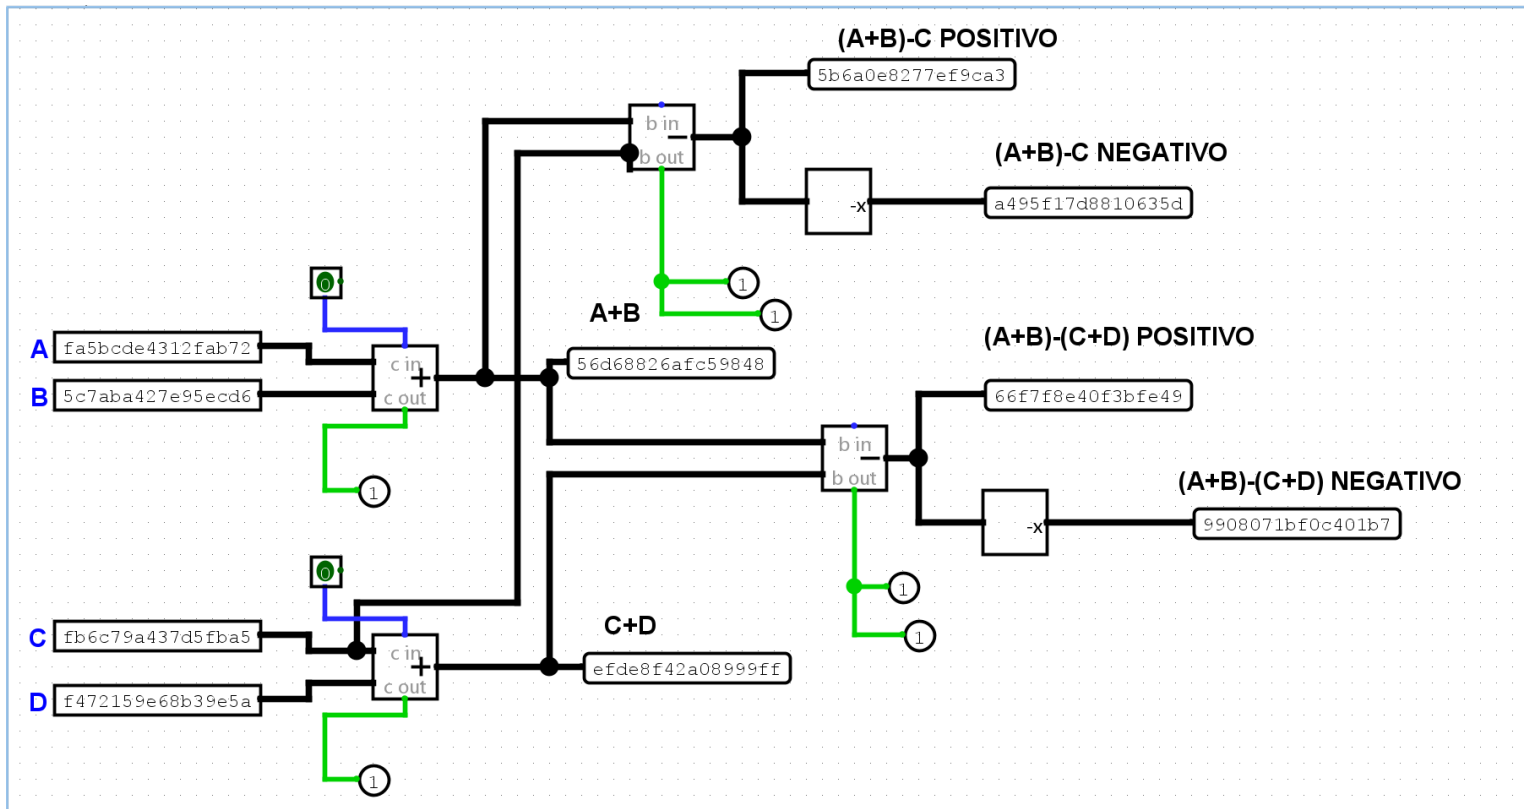 (A+B)-C POSITIVO
5b6a0e8277ef9ca3
b in
b out
(A+B)-C NEGATIVO
-x
a495f17d8810635d
0
1
1
A+B
A
fa5bcde4312fab72
B
5c7aba427e95ecd6
c in
+
c out
56d68826afc59848
1
(A+B)-(C+D) POSITIVO
66f7f8e40f3bfe49
b in
b out
(A+B)-(C+D) NEGATIVO
-x
9908071bf0c401b7
0
1
1
C
fb6c79a437d5fba5
D
f472159e68b39e5a
c in
+
c out
C+D
efde8f42a08999ff
1